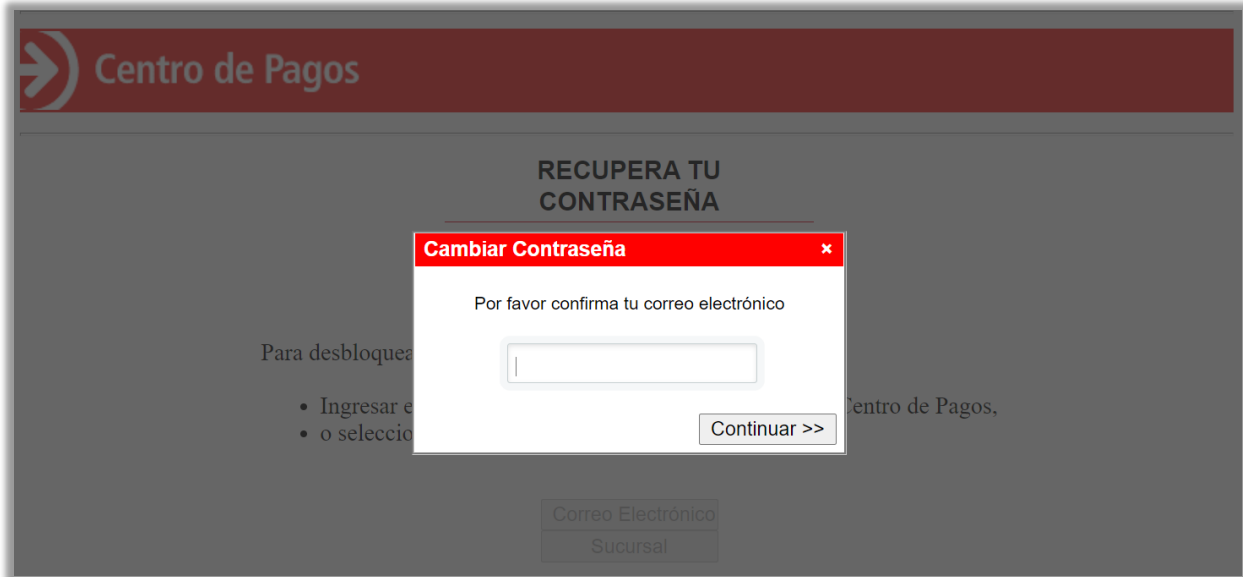 Centro de Pagos
RECUPERA TU
CONTRASEÑA
Cambiar Contraseña ×
Por favor confirma tu correo electrónico
Para desbloquea
• Ingresar e entro de Pagos,
• o seleccio
Continuar >>
Correo Electrónico
Sucursal